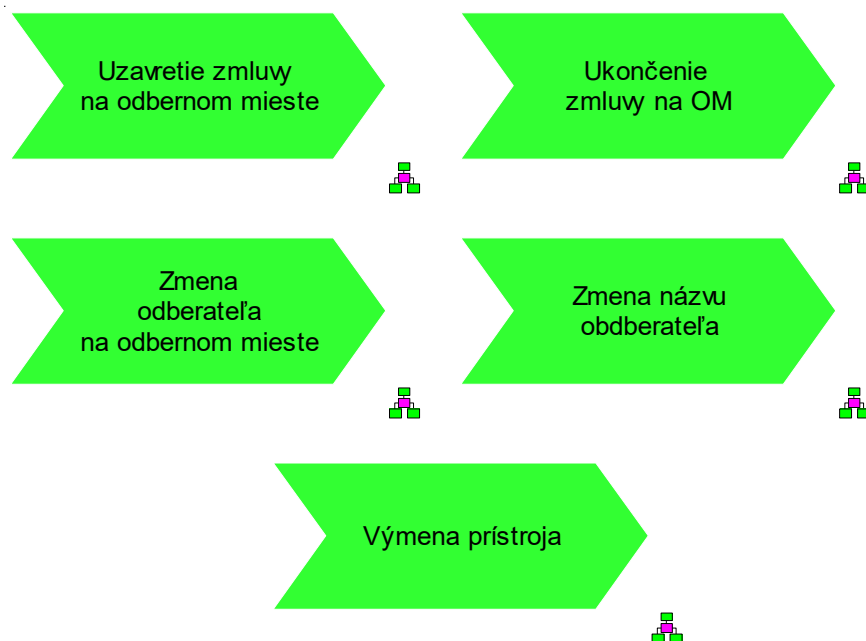 Uzavretie zmluvy
na odbernom mieste
Ukončenie
zmluvy na OM
Zmena
odberateľa
na odbernom mieste
Zmena názvu
obdberateľa
Výmena prístroja